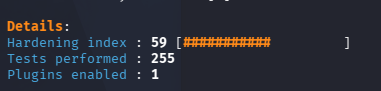 Details:
Hardening index : 59 [###########         ]
Tests performed : 255
Plugins enabled : 1